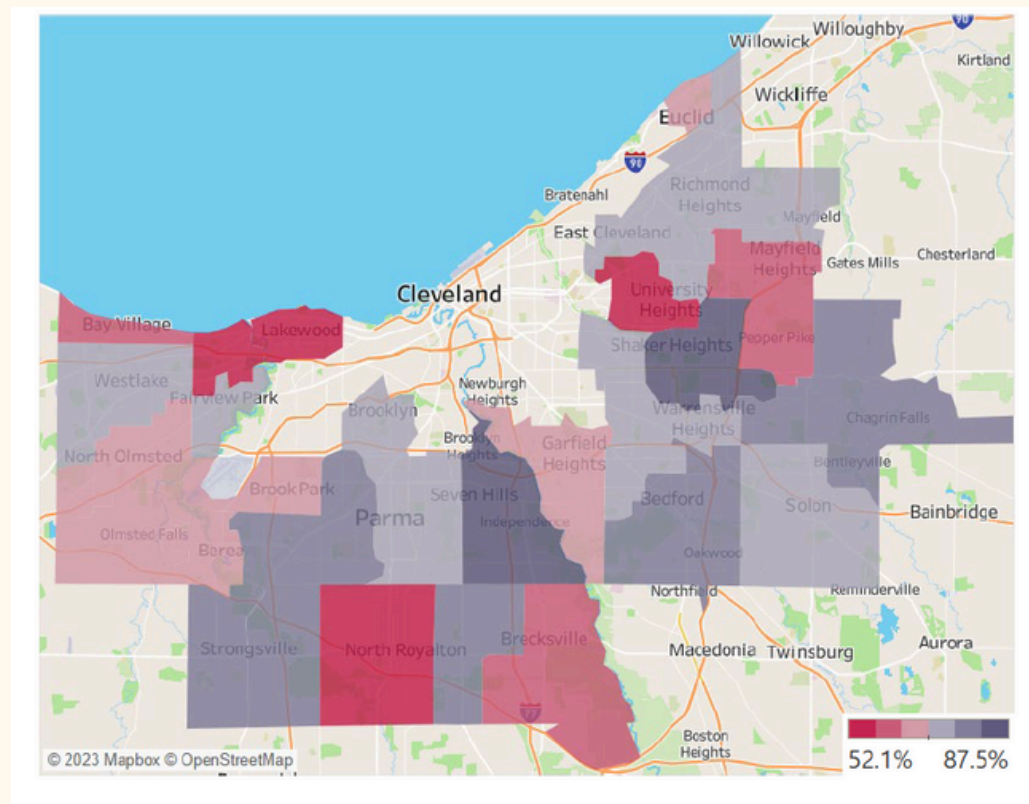 Willowick
Willoughby
90
Kirtland
Wickliffe
Euclid
90
Richmond
Heights
Bratenahl
Mayfield
East Cleveland
Mayfield
Heights
Gates Mills
Chesterland
Cleveland
University
Heights
Bay Village
Lakewood
Shaker Heights
Pepper Pike
Westlake
Fairview Park
Newburgh
Heights
Brooklyn
Warrensville
Heights
Chagrin Falls
Brooklyn
Heights
Garfield
Heights
North Olmsted
Bentleyville
Brook Park
Seven Hills
Bedford
Solon
Parma
Independence
Bainbridge
Olmsted Falls
Berea
Oakwood
Northfield
Reminderville
Strongsville
North Royalton
Brecksville
Macedonia
Twinsburg
Aurora
77
Boston
Heights
© 2023 Mapbox © OpenStreetMap
52.1%
87.5%